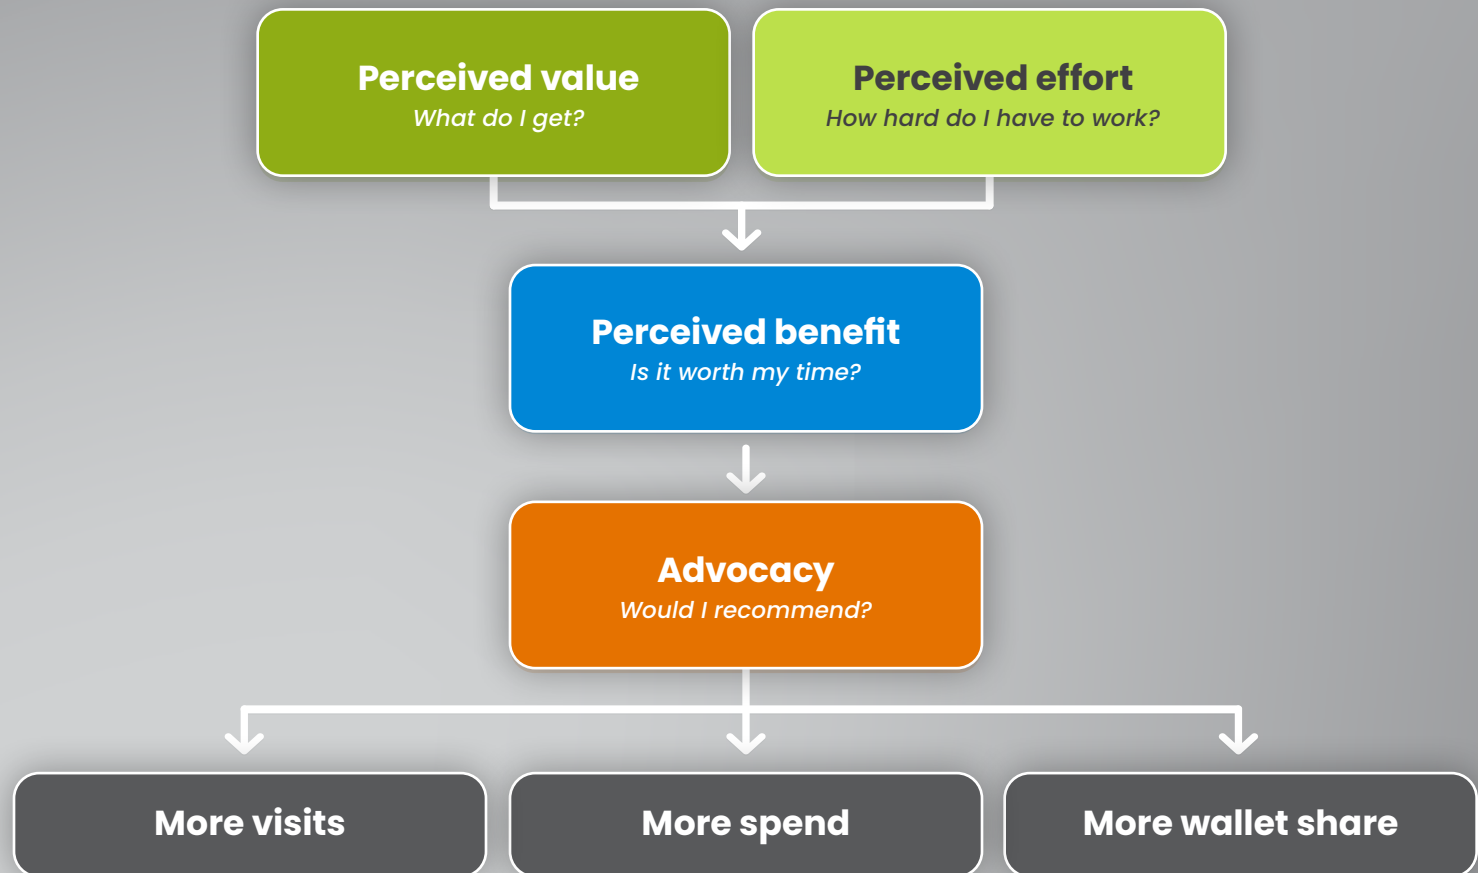 Perceived value
What do I get?
Perceived effort
How hard do I have to work?
Perceived benefit
Is it worth my time?
Advocacy
Would I recommend?
More visits
More spend
More wallet share